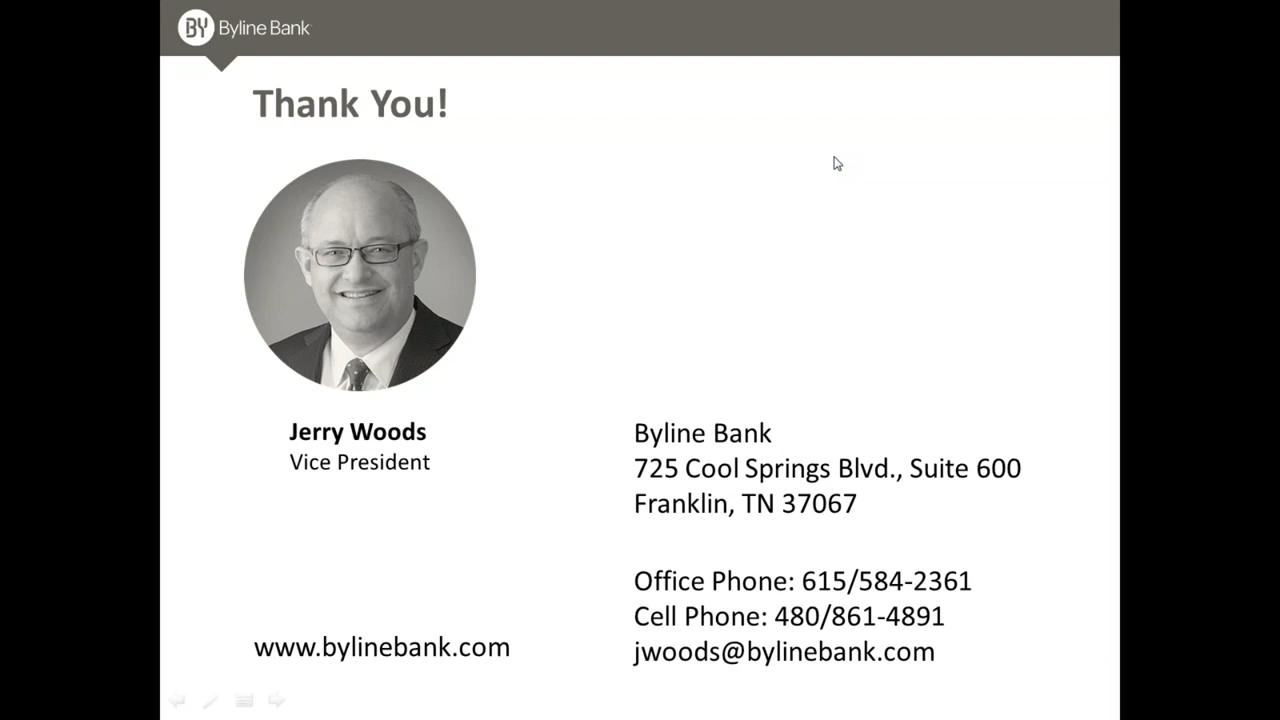 BY Byline Bank
Thank You!
Jerry Woods
Vice President
Byline Bank
725 Cool Springs Blvd., Suite 600
Franklin, TN 37067
Office Phone: 615/584-2361
Cell Phone: 480/861-4891
jwoods@bylinebank.com
www.bylinebank.com